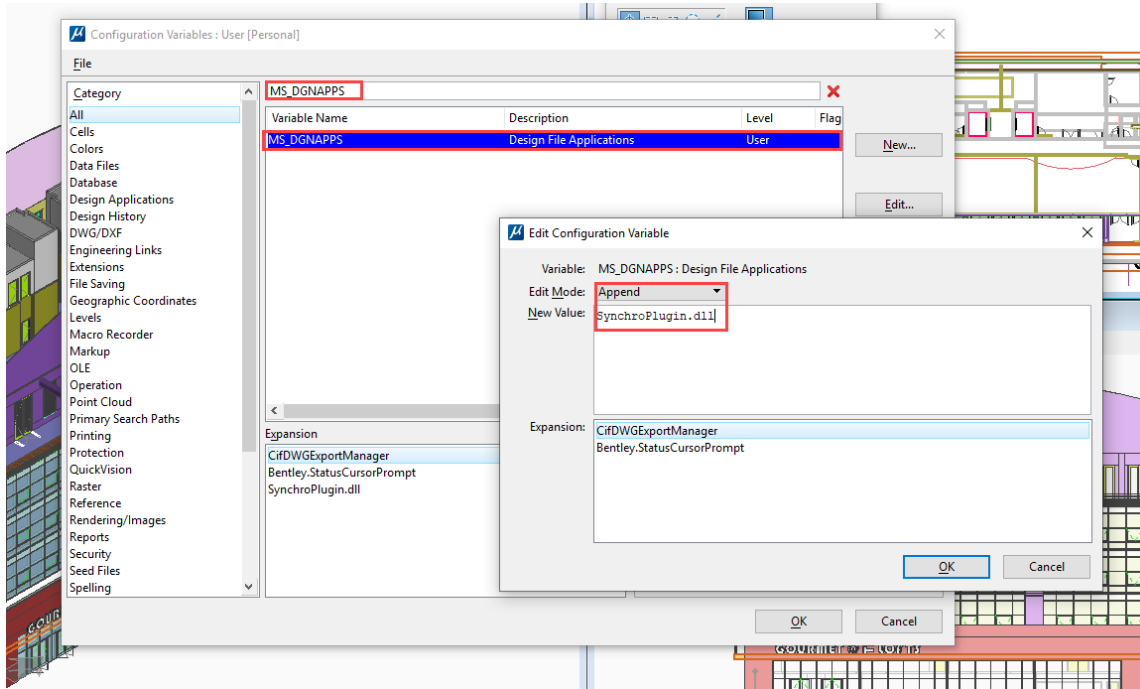 Configuration Variables : User [Personal]
File
Category
All
Cells
Colors
Data Files
Database
Design Applications
Design History
DWG/DXF
Engineering Links
Extensions
File Saving
Geographic Coordinates
Levels
Macro Recorder
Markup
OLE
Operation
Point Cloud
Primary Search Paths
Printing
Protection
QuickVision
Raster
Reference
Rendering/Images
Reports
Security
Seed Files
Spelling
MS_DGNAPPS
Variable Name Description Level Flag
MS_DGNAPPS Design File Applications User
New...
Edit...
Expansion
CifDWGExportManager
Bentley.StatusCursorPrompt
SynchroPlugin.dll
OK Cancel
Edit Configuration Variable
Variable: MS_DGNAPPS : Design File Applications
Edit Mode: Append
New Value: SynchroPlugin.dll
Expansion: CifDWGExportManager
Bentley.StatusCursorPrompt
OK Cancel